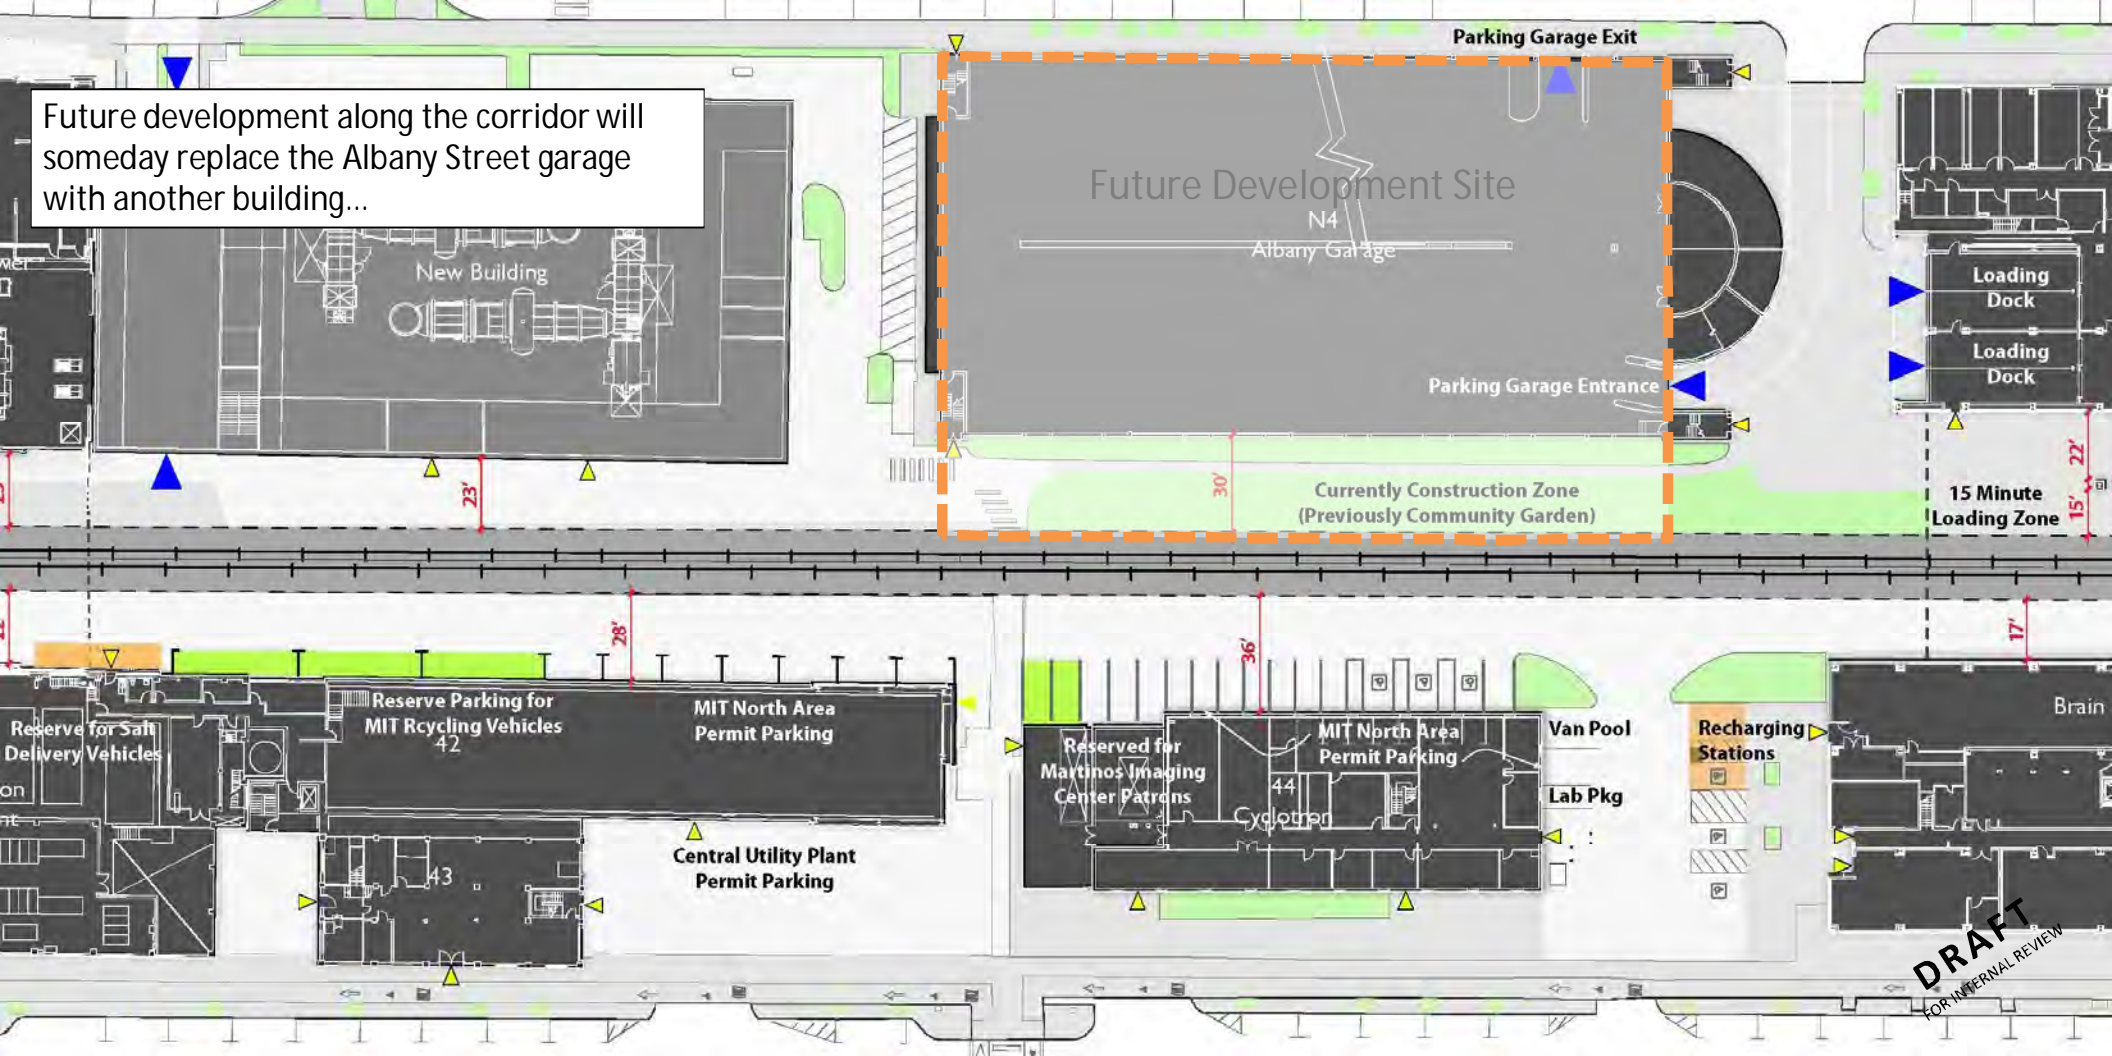 Parking Garage Exit
Future development along the corridor will
someday replace the Albany Street garage
with another building...
Future Development Site
N4
Albany Garage
New Building
Loading
Dock
Loading
Dock
Parking Garage Entrance
23'
30'
Currently Construction Zone
(Previously Community Garden)
15 Minute
Loading Zone
22'
15'
28'
36'
17'
Reserve for Salt
Delivery Vehicles
Reserve Parking for
MIT Rcycling Vehicles
42
MIT North Area
Permit Parking
Reserved for
Martinos Imaging
Center Patrons
MIT North Area
Permit Parking
44
Cyclotron
Van Pool
Lab Pkg
Recharging
Stations
Brain
43
Central Utility Plant
Permit Parking
DRAFT
FOR INTERNAL REVIEW